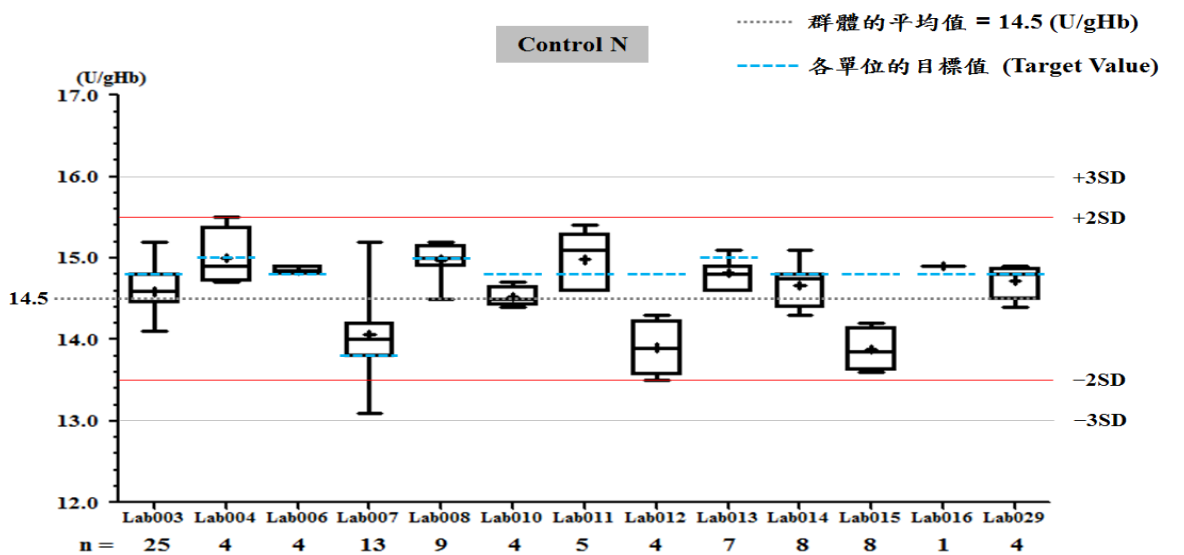 群體的平均值 = 14.5 (U/gHb)
Control N
各單位的目標值 (Target Value)
(U/gHb)
17.0
16.0
+3SD
+2SD
15.0
14.5
14.0
−2SD
13.0
−3SD
12.0
Lab003 Lab004 Lab006 Lab007 Lab008 Lab010 Lab011 Lab012 Lab013 Lab014 Lab015 Lab016 Lab029
n = 25 4 4 13 9 4 5 4 7 8 8 1 4